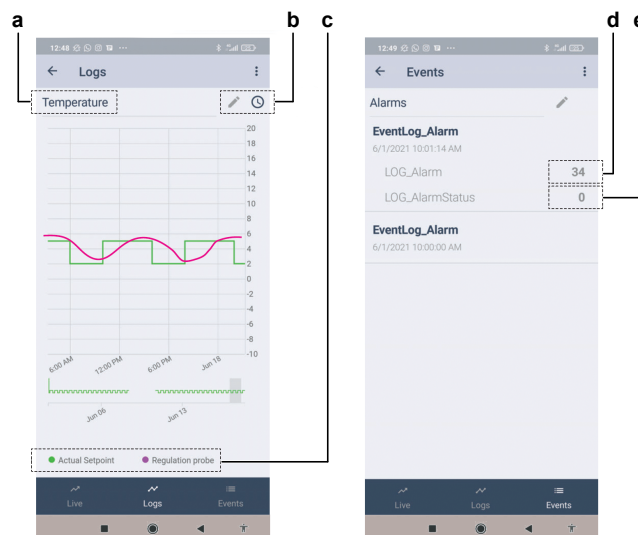 a
b
c
d
e
12:48
Logs
Temperature
20
18
16
14
12
10
8
6
4
2
0
-2
-4
-6
-8
-10
6:00 AM
12:00 PM
6:00 PM
Jun 18
Jun 06
Jun 13
Actual Setpoint
Regulation probe
Live
Logs
Events
12:49
Events
Alarms
EventLog_Alarm
6/1/2021 10:01:14 AM
LOG_Alarm 34
LOG_AlarmStatus 0
EventLog_Alarm
6/1/2021 10:00:00 AM
Live
Logs
Events